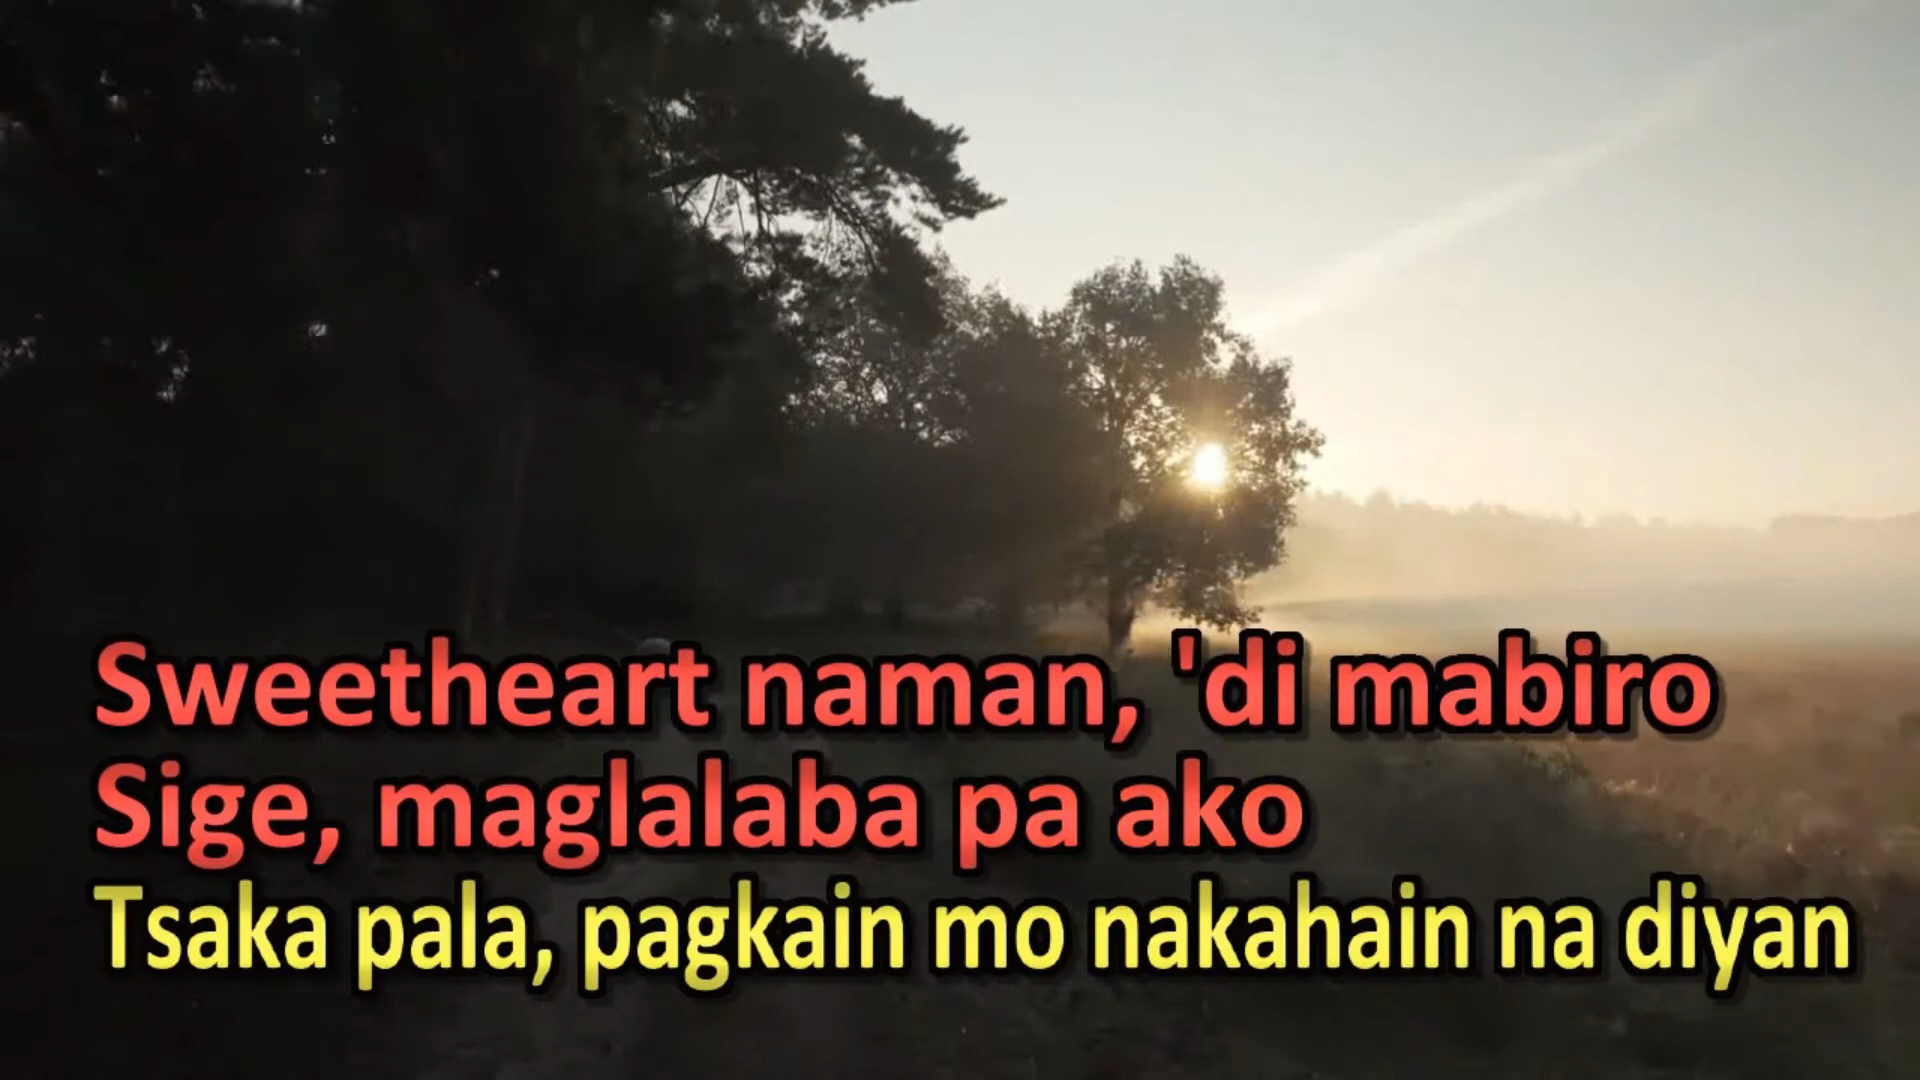 Sweetheart naman, 'di mabiro
Sige, maglalaba pa ako
Tsaka pala, pagkain mo nakahain na diyan